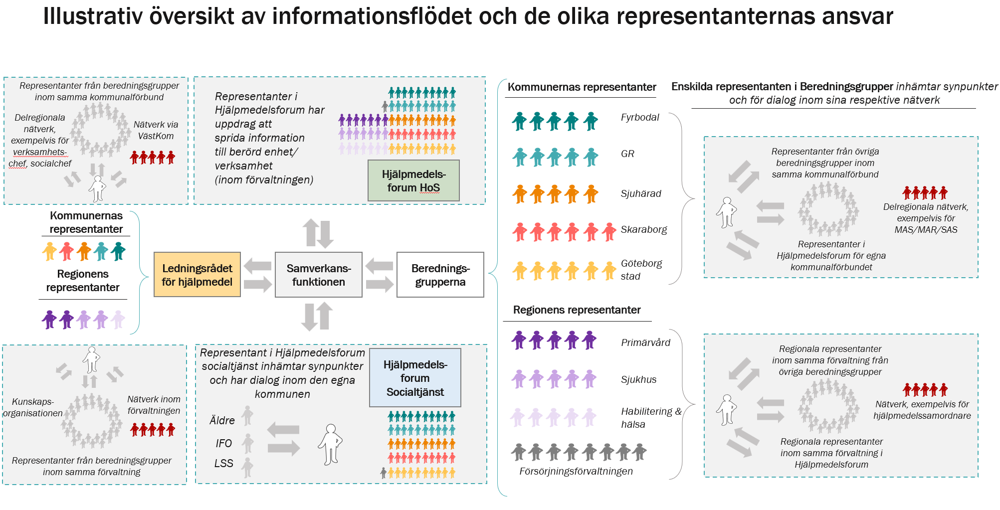 Illustrativ översikt av informationsflödet och de olika representanternas ansvar
Representanter från beredningsgrupper
inom samma kommunalförbund
Delregionala
nätverk,
exempelvis för
verksamhets-
chef, socialchef
Nätverk via
VästKom
Representanter i
Hjälpmedelsforum har
uppdrag att
sprida information
till berörd enhet/
verksamhet
(inom förvaltningen)
Hjälpmedels-
forum HoS
Kommunernas
representanter
Regionens
representanter
Ledningsrådet
för hjälpmedel
Samverkans-
funktionen
Berednings-
grupperna
Kunskaps-
organisationen
Nätverk inom
förvaltningen
Representanter från beredningsgrupper
inom samma förvaltning
Representant i Hjälpmedelsforum
socialtjänst inhämtar synpunkter
och har dialog inom den egna
kommunen
Äldre
IFO
LSS
Hjälpmedels-
forum
Socialtjänst
Kommunernas representanter
Fyrbodal
GR
Sjuhärad
Skaraborg
Göteborg
stad
Regionens representanter
Primärvård
Sjukhus
Habilitering &
hälsa
Försörjningsförvaltningen
Enskilda representanten i Beredningsgrupper inhämtar synpunkter
och för dialog inom sina respektive nätverk
Representanter från övriga
beredningsgrupper inom
samma kommunalförbund
Delregionala nätverk,
exempelvis för
MAS/MAR/SAS
Representanter i
Hjälpmedelsforum för egna
kommunalförbundet
Regionala representanter
inom samma förvaltning från
övriga beredningsgrupper
Nätverk, exempelvis för
hjälpmedelssamordnare
Regionala representanter
inom samma förvaltning i
Hjälpmedelsforum